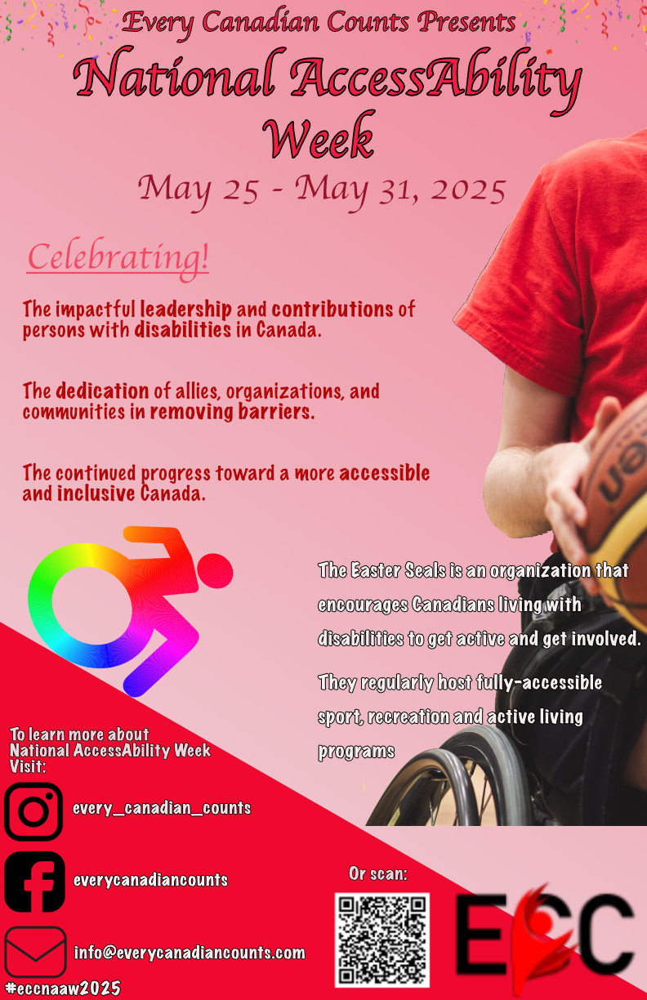 Every Canadian Counts Presents
National AccessAbility
Week
May 25 - May 31, 2025
Celebrating!
The impactful leadership and contributions of
persons with disabilities in Canada.
The dedication of allies, organizations, and
communities in removing barriers.
The continued progress toward a more accessible
and inclusive Canada.
The Easter Seals is an organization that
encourages Canadians living with
disabilities to get active and get involved.
They regularly host fully-accessible
sport, recreation and active living
programs
To learn more about
National AccessAbility Week
Visit:
every_canadian_counts
everycanadiancounts
info@everycanadiancounts.com
#eccnaaw2025
Or scan:
ECC